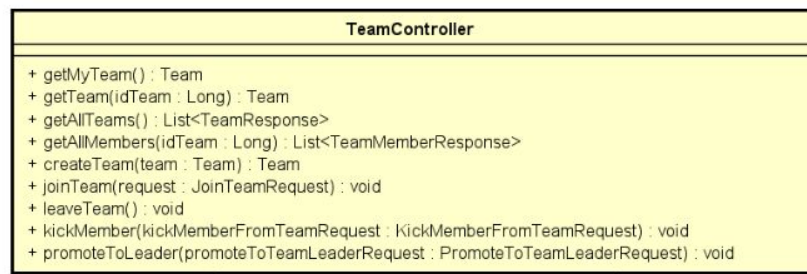 TeamController
+ getMyTeam() : Team
+ getTeam(idTeam : Long) : Team
+ getAllTeams() : List<TeamResponse>
+ getAllMembers(idTeam : Long) : List<TeamMemberResponse>
+ createTeam(team : Team) : Team
+ joinTeam(request : JoinTeamRequest) : void
+ leaveTeam() : void
+ kickMember(kickMemberFromTeamRequest : KickMemberFromTeamRequest) : void
+ promoteToLeader(promoteToTeamLeaderRequest : PromoteToTeamLeaderRequest) : void